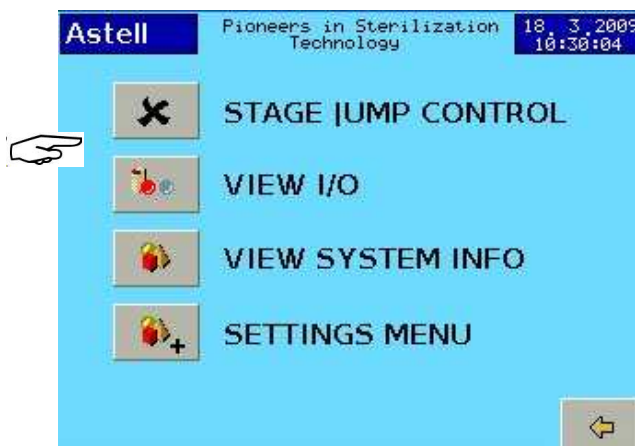 Astell
Pioneers in Sterilization
Technology
18. 3.2009
10:30:04
STAGE JUMP CONTROL
VIEW I/O
VIEW SYSTEM INFO
SETTINGS MENU